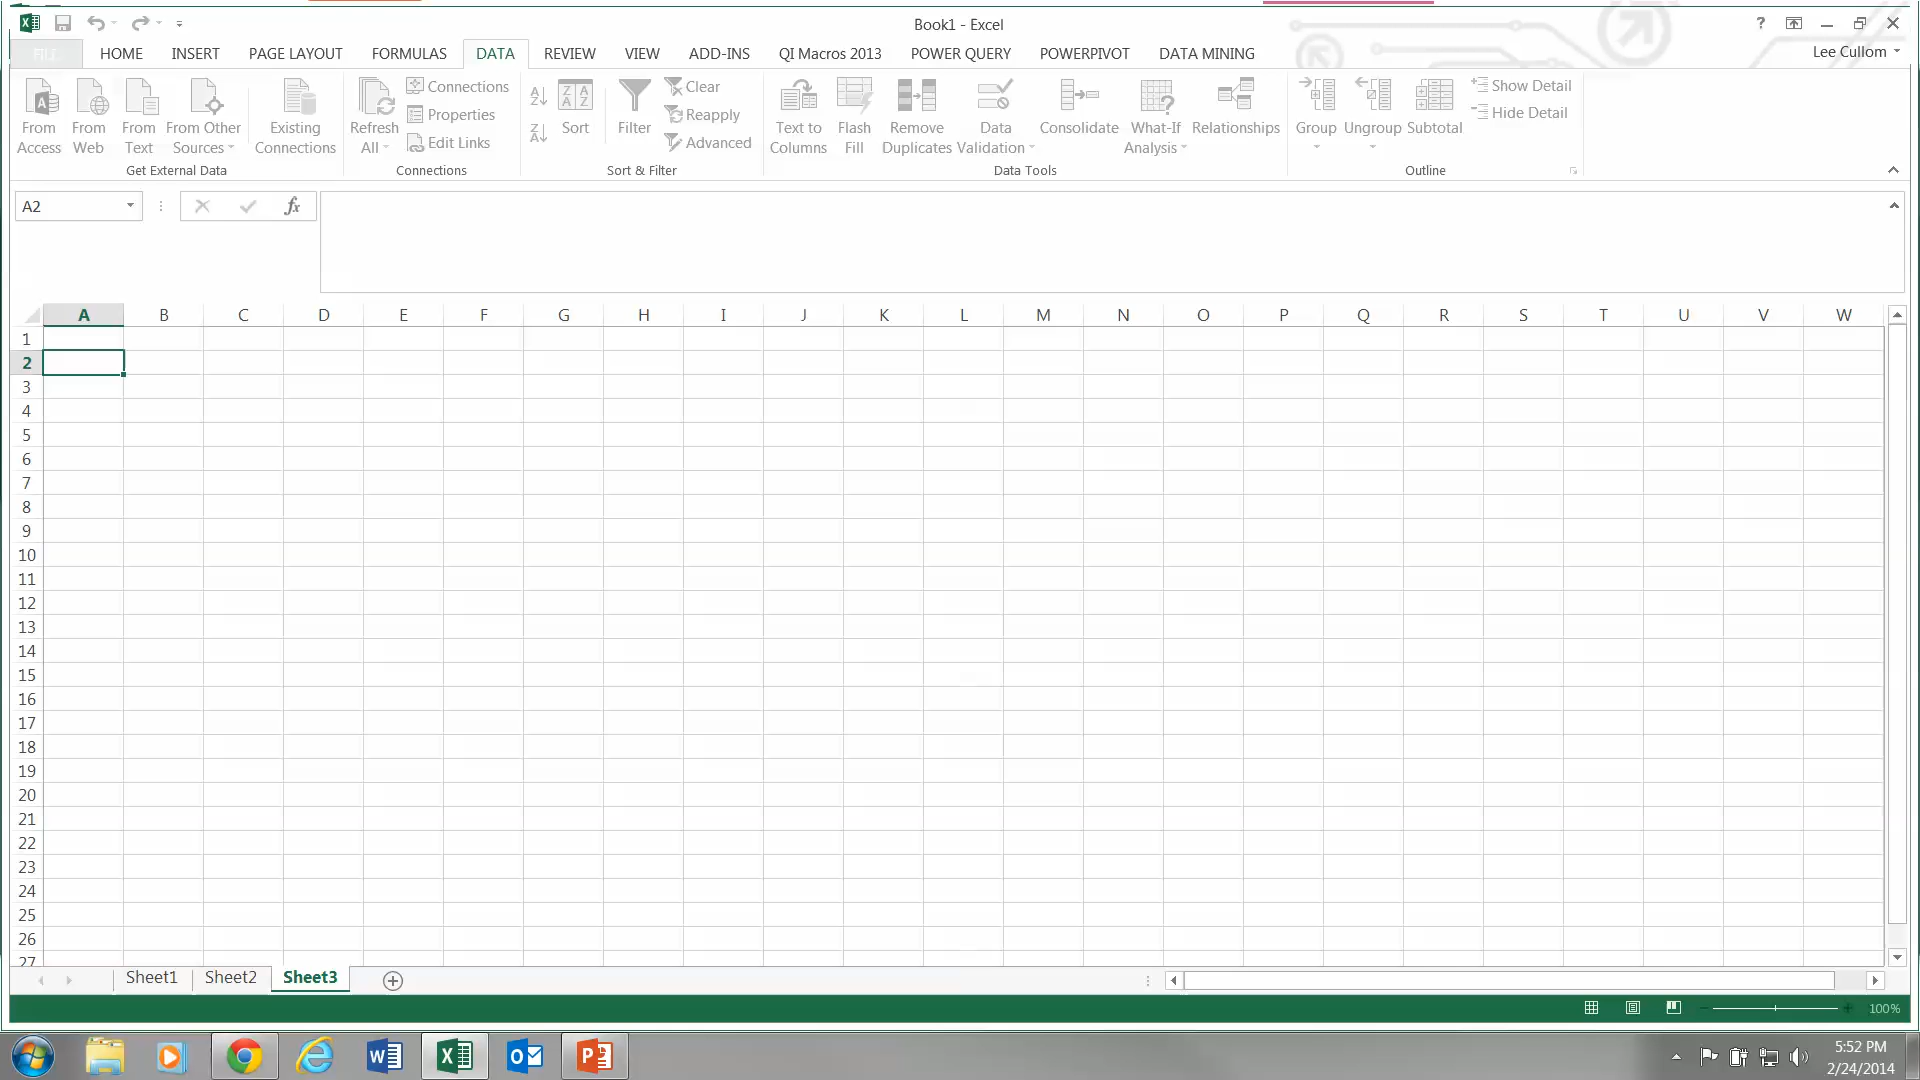 Book1 - Excel
?
FILE HOME INSERT PAGE LAYOUT FORMULAS DATA REVIEW VIEW ADD-INS QI Macros 2013 POWER QUERY POWERPIVOT DATA MINING
Lee Cullom
From Access
From Web
From Text
From Other Sources
Existing Connections
Get External Data
Refresh All
Connections
Properties
Edit Links
Connections
Sort
Filter
Clear
Reapply
Advanced
Sort & Filter
Text to Columns
Flash Fill
Remove Duplicates
Data Validation
Consolidate
What-If Analysis
Relationships
Data Tools
Group
Ungroup
Subtotal
Show Detail
Hide Detail
Outline
A2
fx
A B C D E F G H I J K L M N O P Q R S T U V W
1
2
3
4
5
6
7
8
9
10
11
12
13
14
15
16
17
18
19
20
21
22
23
24
25
26
27
Sheet1 Sheet2 Sheet3
100%
5:52 PM
2/24/2014